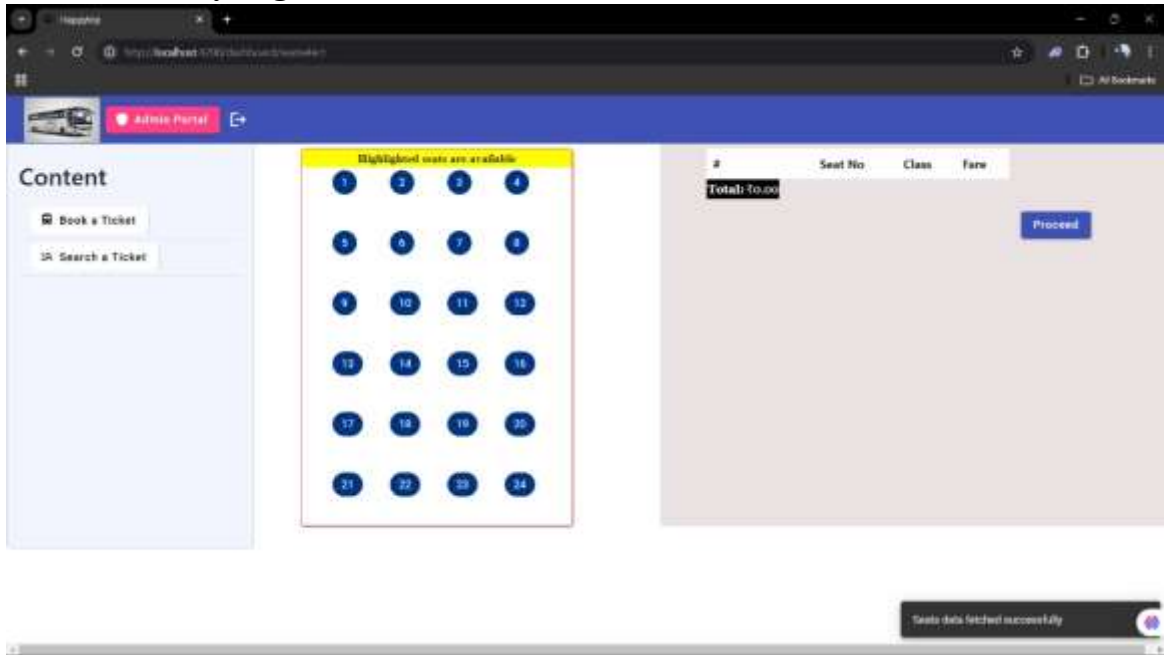 All Bookmarks
Admin Portal
Content
Book a Ticket
Search a Ticket
Highlighted seats are available
1 2 3 4
5 6 7 8
9 10 11 12
13 14 15 16
17 18 19 20
21 22 23 24
# Seat No Class Fare
Total: ₹0.00
Proceed
Seats data fetched successfully